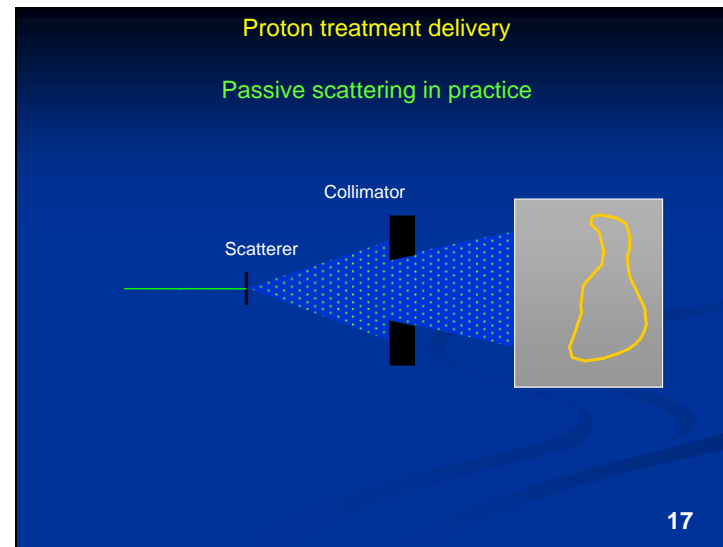 Proton treatment delivery
Passive scattering in practice
Collimator
Scatterer
17